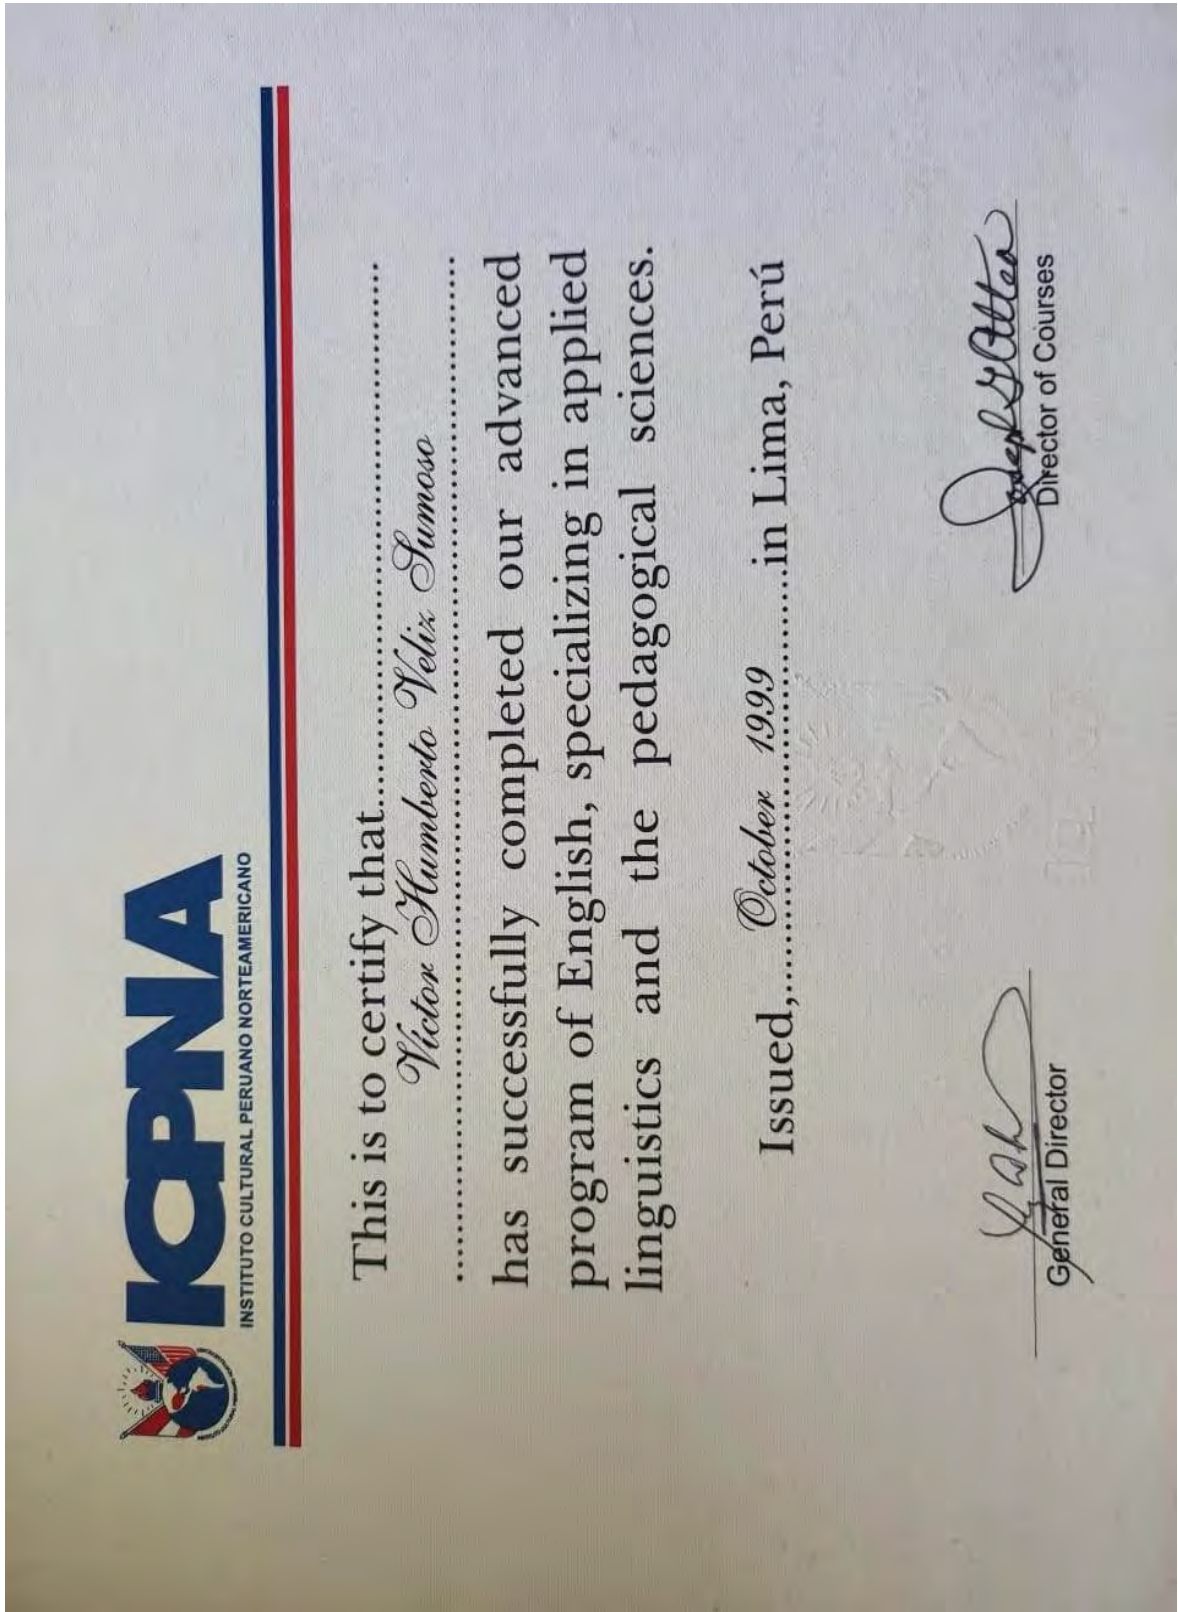 ICPNA
INSTITUTO CULTURAL PERUANO NORTEAMERICANO
This is to certify that..........................................................
Víctor Humberto Veliz Sumoso
..........................................................................................................
has successfully completed our advanced
program of English, specializing in applied
linguistics and the pedagogical sciences.
October 1999
Issued,..........................................in Lima, Perú
General Director
Director of Courses